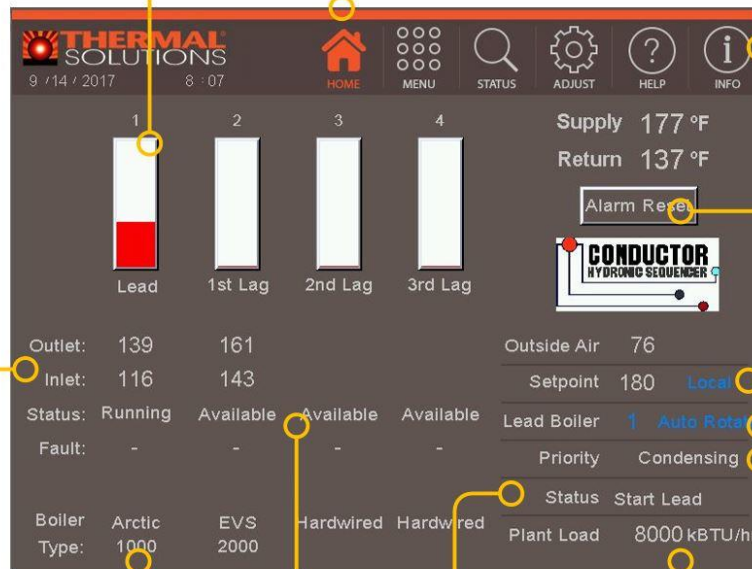 THERMAL
SOLUTIONS
9 /14 / 2017 8 :07
HOME MENU STATUS ADJUST HELP INFO
1 2 3 4
Supply 177 °F
Return 137 °F
Alarm Reset
CONDUCTOR
HYDRONIC SEQUENCER
Lead 1st Lag 2nd Lag 3rd Lag
Outlet: 139 161
Outside Air 76
Inlet: 116 143
Setpoint 180 Local
Status: Running Available Available Available
Lead Boiler 1 Auto Rotat
Fault: - - - -
Priority Condensing
Status Start Lead
Boiler Type: Arctic 1000 EVS 2000 Hardwired Hardwired
Plant Load 8000 kBTU/hr